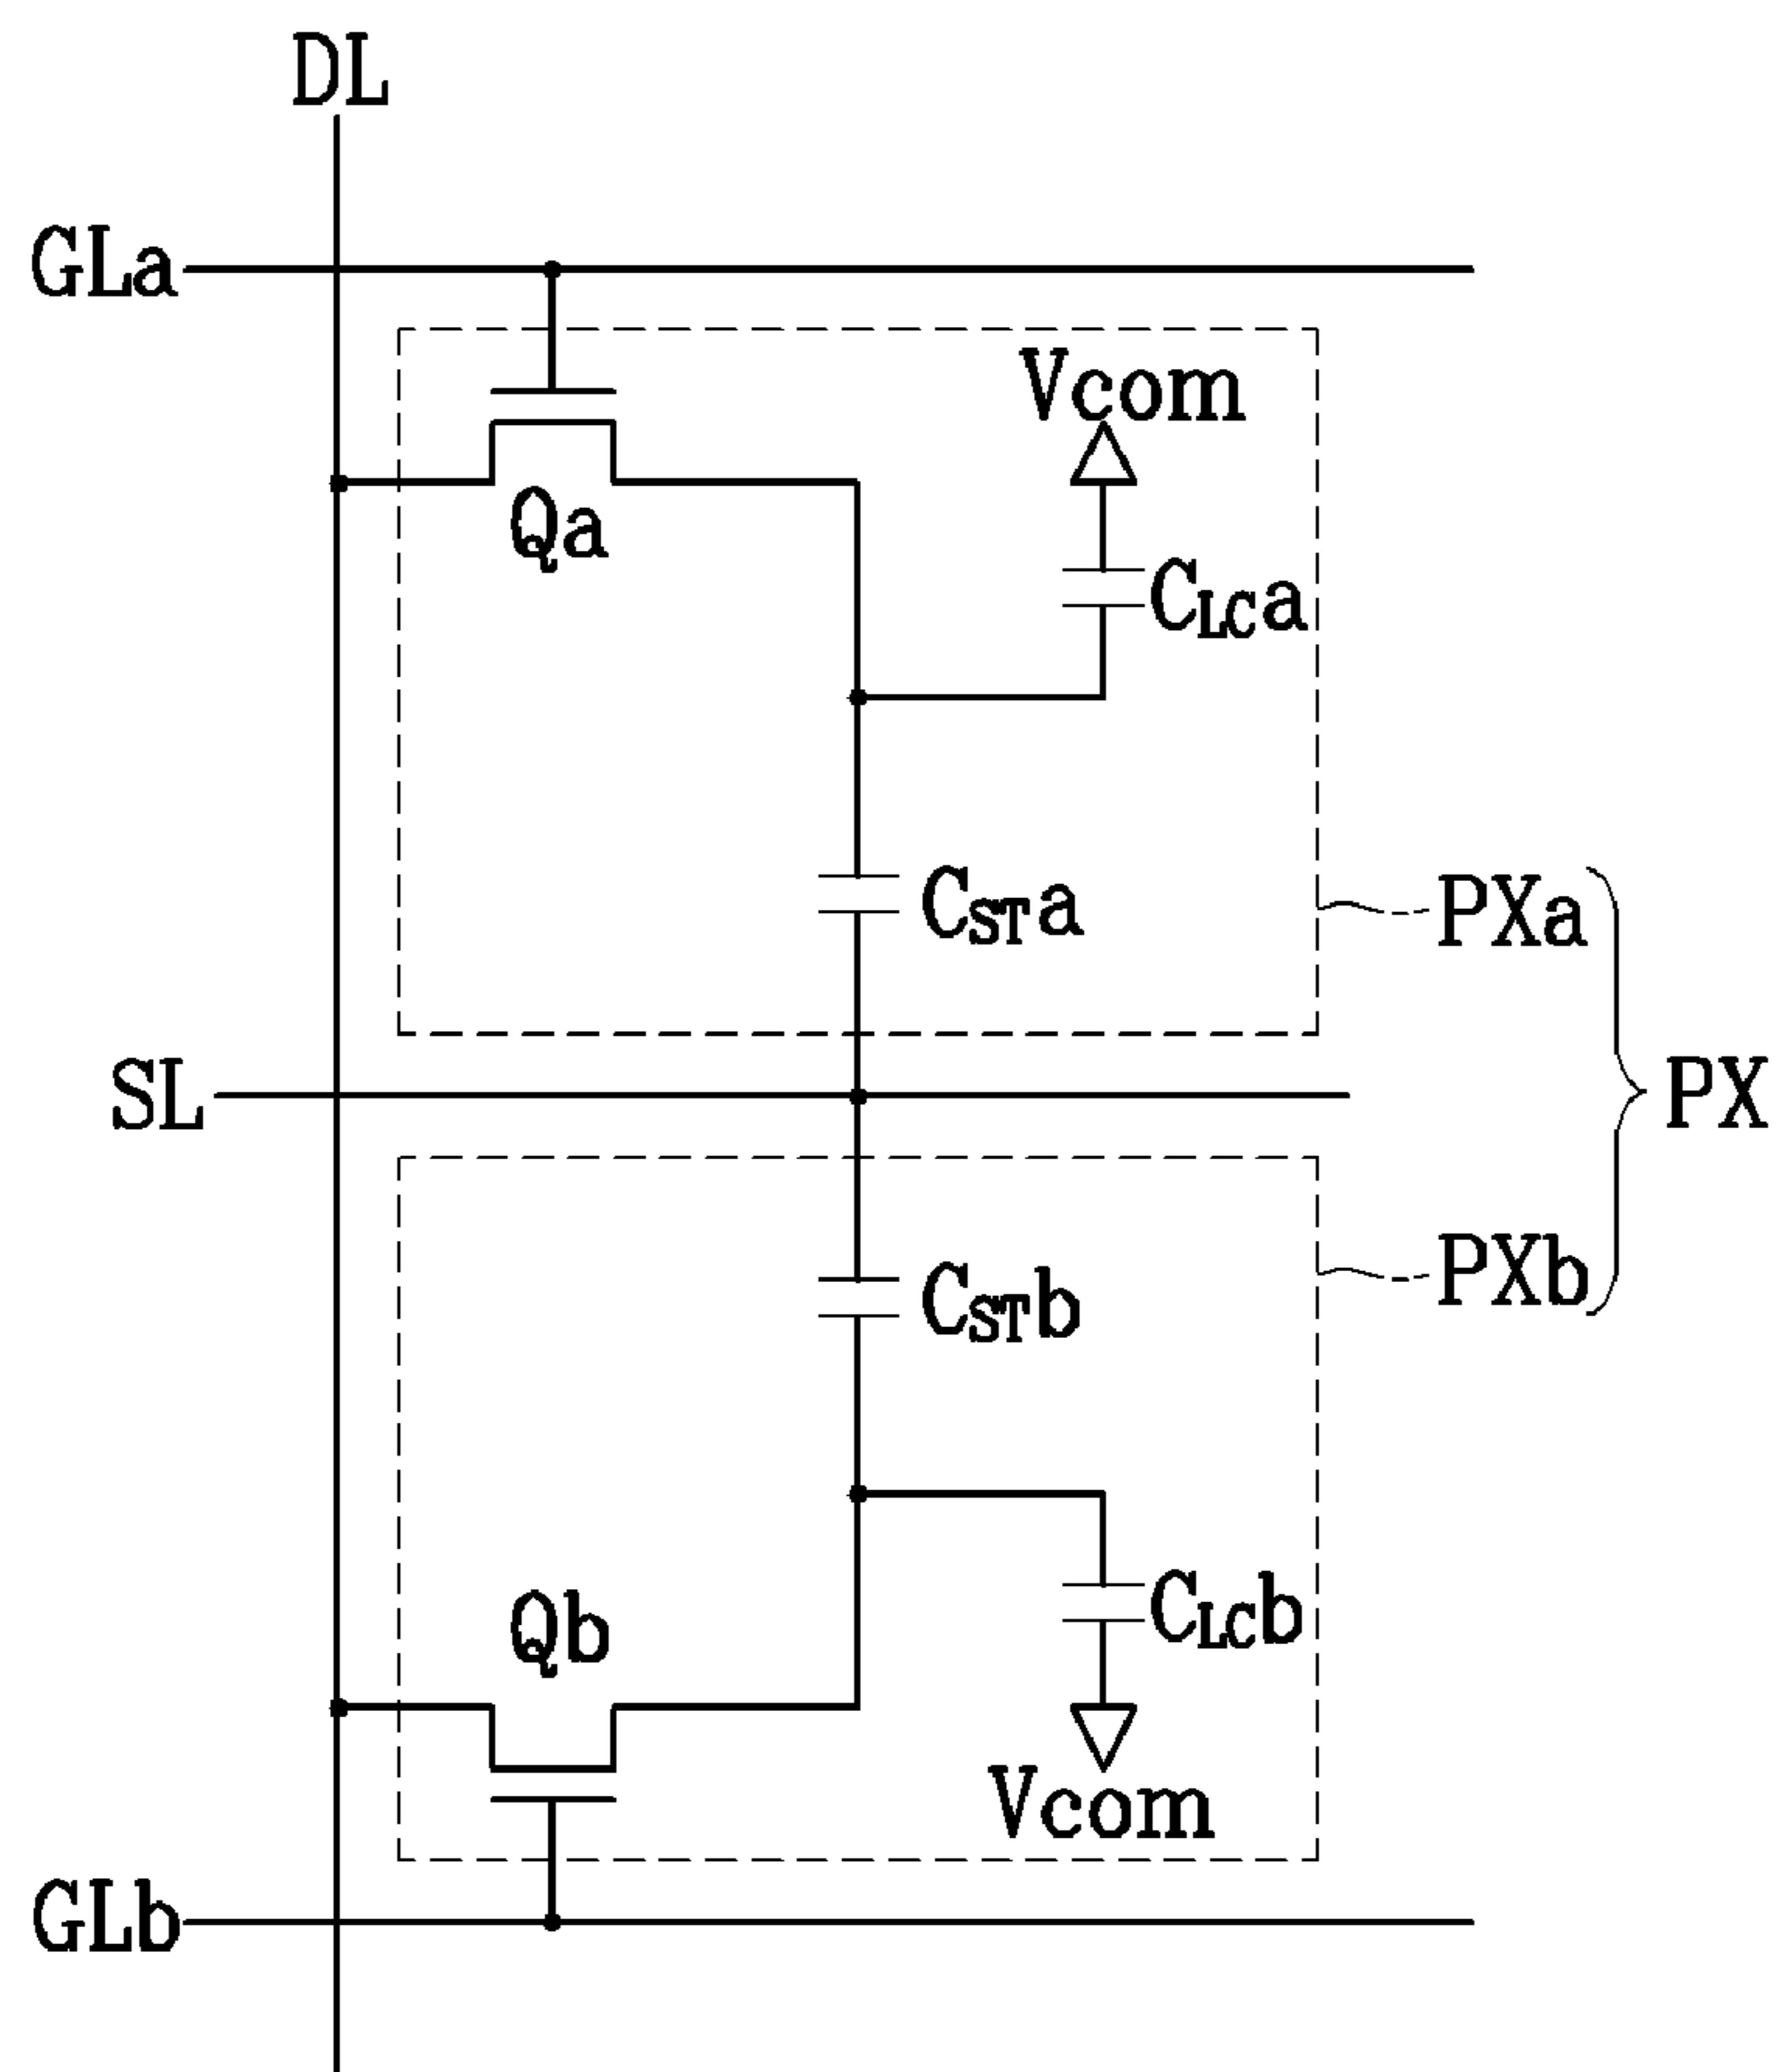 DL
GLa
Vcom
Qa
CLCa
CSTa
PXa
SL
PX
PXb
CSTb
CLCb
Qb
Vcom
GLb